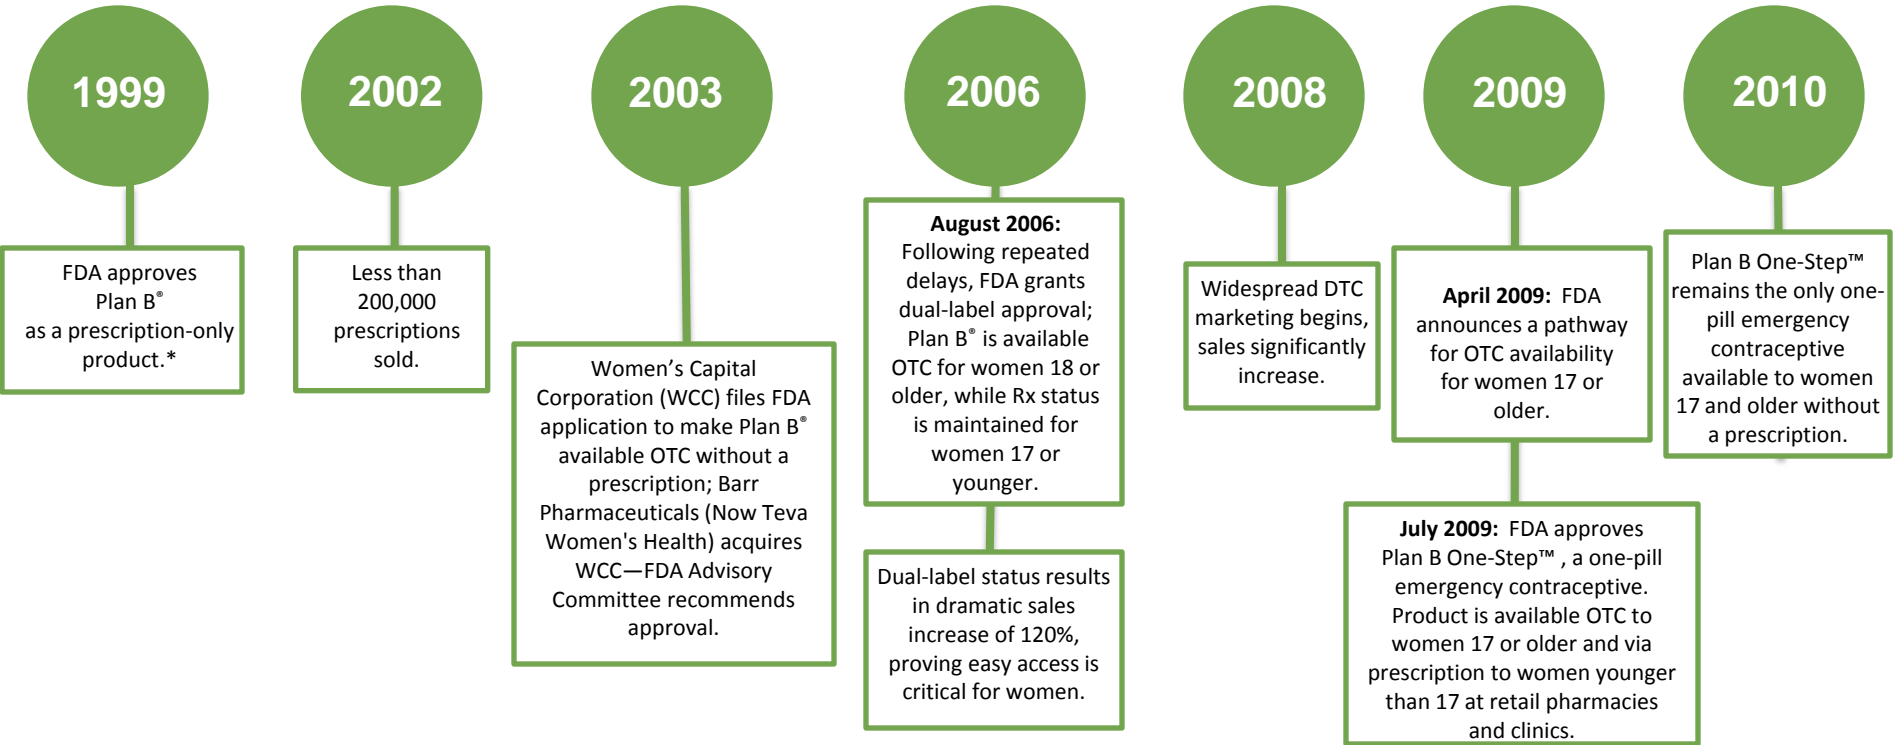 1999
FDA approves
Plan B®
as a prescription-only
product.*
2002
Less than
200,000
prescriptions
sold.
2003
Women’s Capital
Corporation (WCC) files FDA
application to make Plan B®
available OTC without a
prescription; Barr
Pharmaceuticals (Now Teva
Women's Health) acquires
WCC—FDA Advisory
Committee recommends
approval.
2006
August 2006:
Following repeated
delays, FDA grants
dual-label approval;
Plan B® is available
OTC for women 18 or
older, while Rx status
is maintained for
women 17 or
younger.
Dual-label status results
in dramatic sales
increase of 120%,
proving easy access is
critical for women.
2008
Widespread DTC
marketing begins,
sales significantly
increase.
2009
April 2009: FDA
announces a pathway
for OTC availability
for women 17 or
older.
July 2009: FDA approves
Plan B One-Step™ , a one-pill
emergency contraceptive.
Product is available OTC to
women 17 or older and via
prescription to women younger
than 17 at retail pharmacies
and clinics.
2010
Plan B One-Step™
remains the only one-
pill emergency
contraceptive
available to women
17 and older without
a prescription.